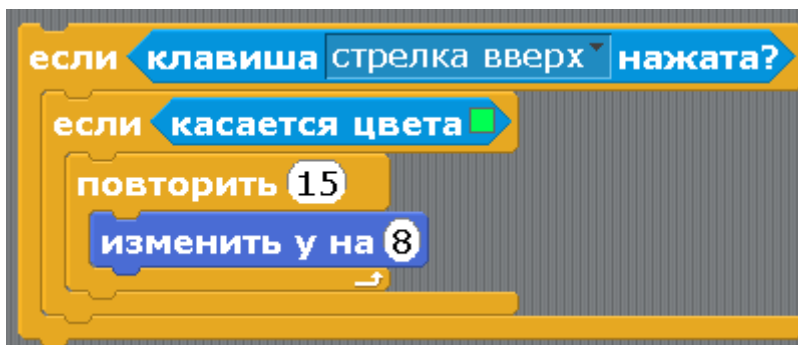 если клавиша стрелка вверх нажата?
если касается цвета
повторить 15
изменить у на 8